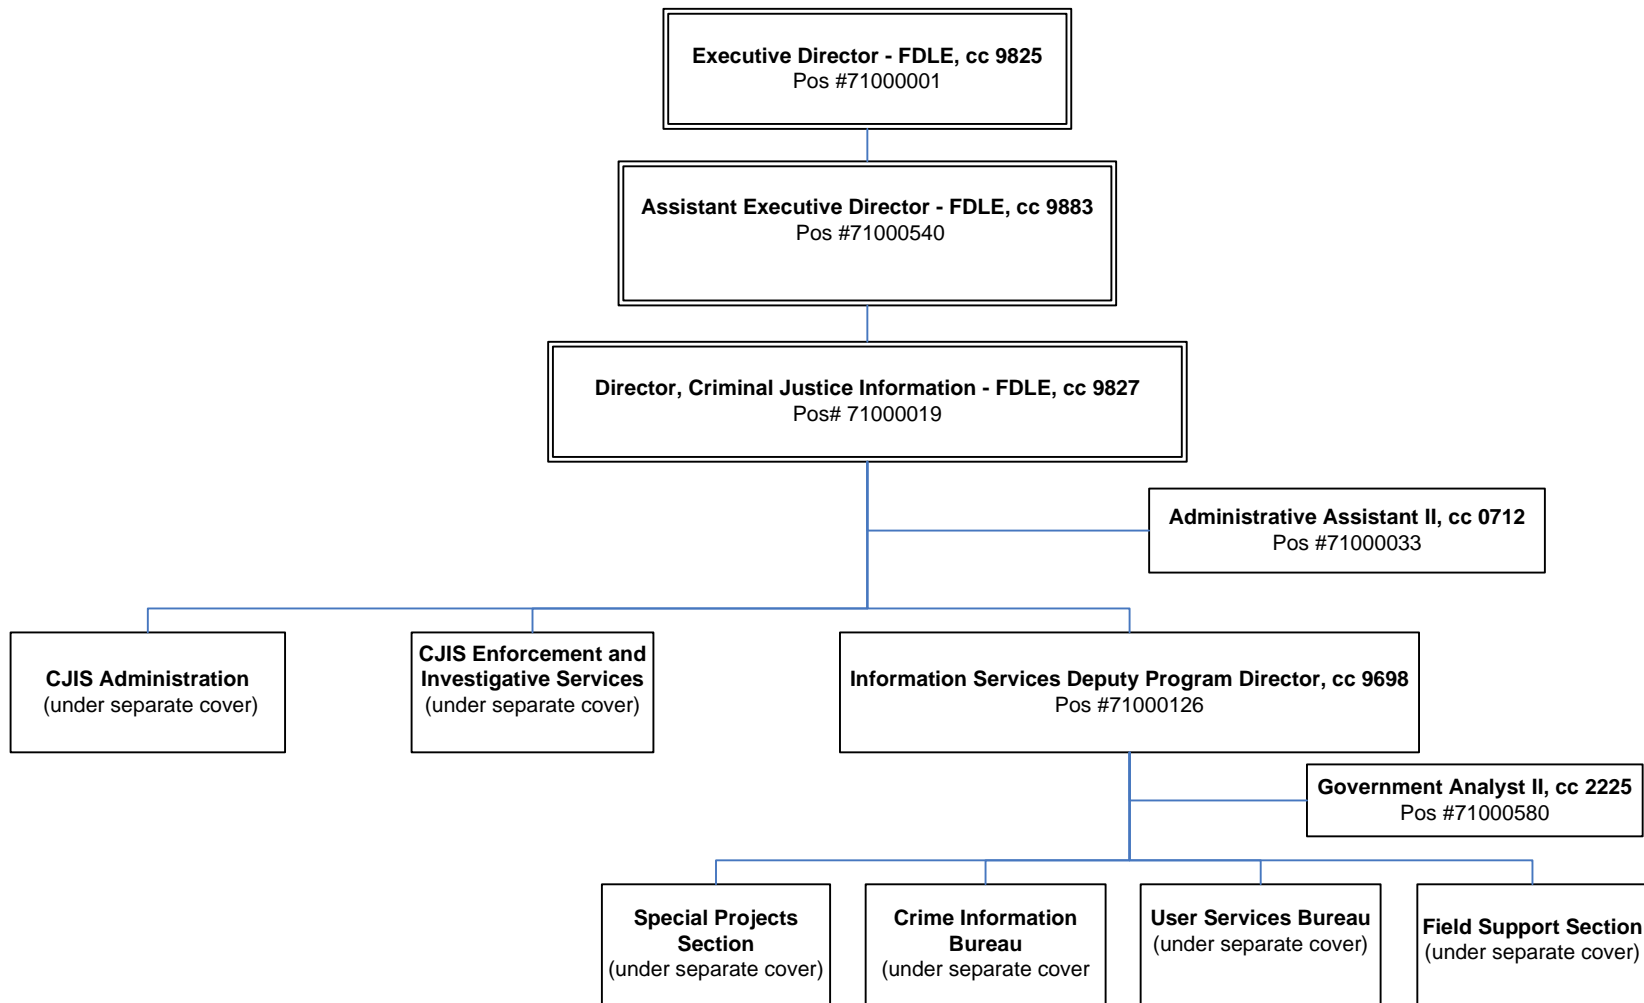 Executive Director - FDLE, cc 9825
Pos #71000001
Assistant Executive Director - FDLE, cc 9883
Pos #71000540
Director, Criminal Justice Information - FDLE, cc 9827
Pos# 71000019
Administrative Assistant II, cc 0712
Pos #71000033
CJIS Administration
(under separate cover)
CJIS Enforcement and
Investigative Services
(under separate cover)
Information Services Deputy Program Director, cc 9698
Pos #71000126
Government Analyst II, cc 2225
Pos #71000580
Special Projects
Section
(under separate cover)
Crime Information
Bureau
(under separate cover
User Services Bureau
(under separate cover)
Field Support Section
(under separate cover)